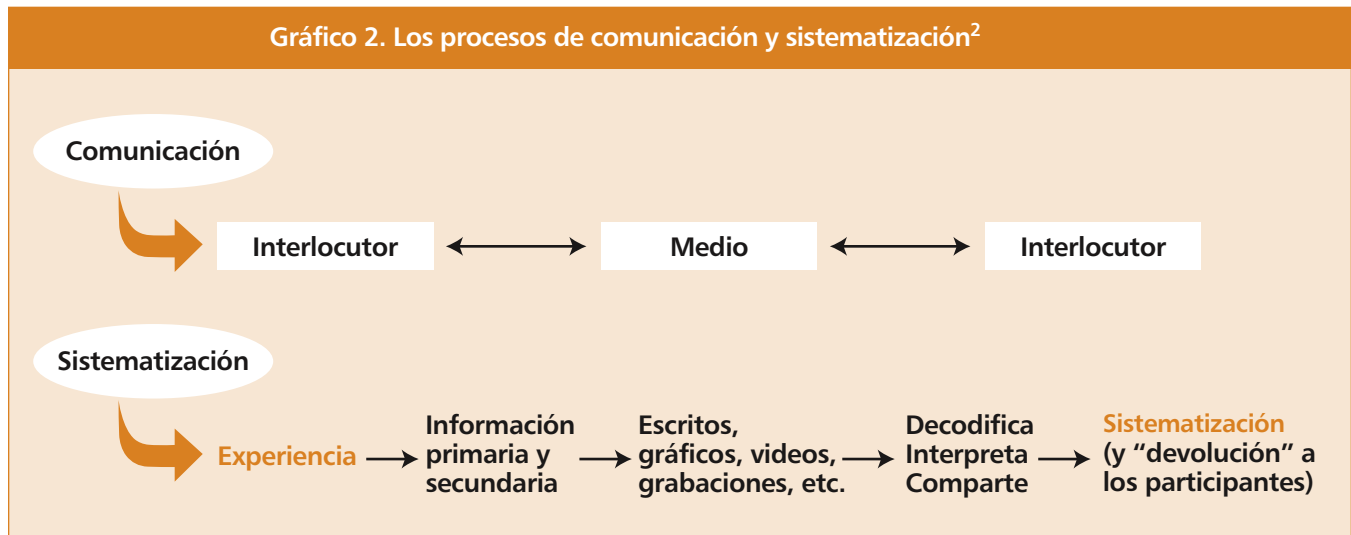 Gráfico 2. Los procesos de comunicación y sistematización²
Comunicación
Interlocutor
Medio
Interlocutor
Sistematización
Experiencia
Información
primaria y
secundaria
Escritos,
gráficos, videos,
grabaciones, etc.
Decodifica
Interpreta
Comparte
Sistematización
(y “devolución” a
los participantes)